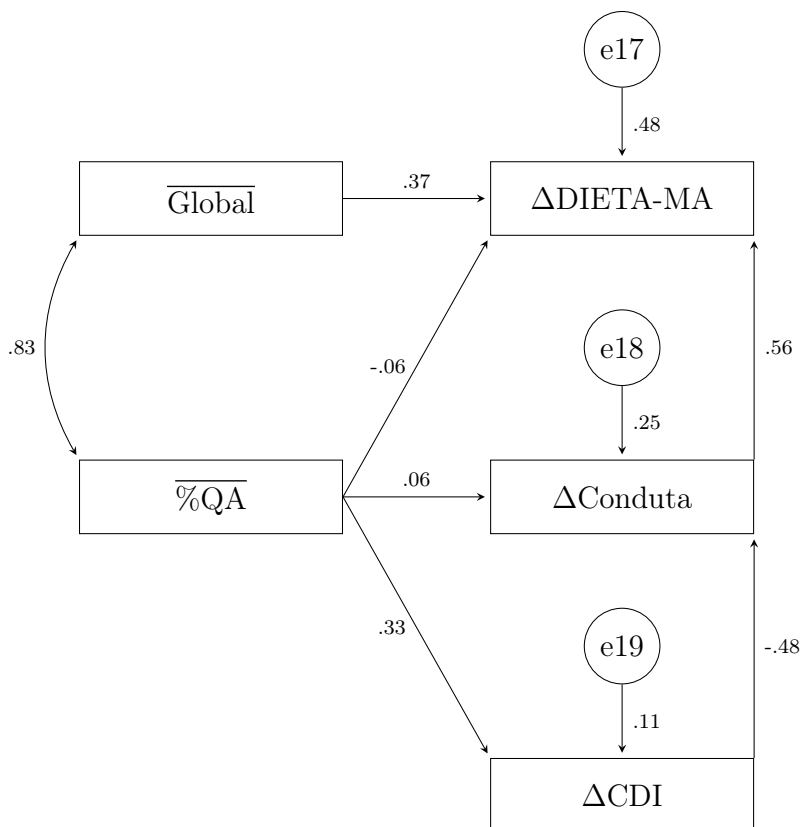 e17
.48
Global
.37
ΔDIETA-MA
.83
-.06
e18
.56
.25
%QA
.06
ΔConduta
.33
e19
-.48
.11
ΔCDI